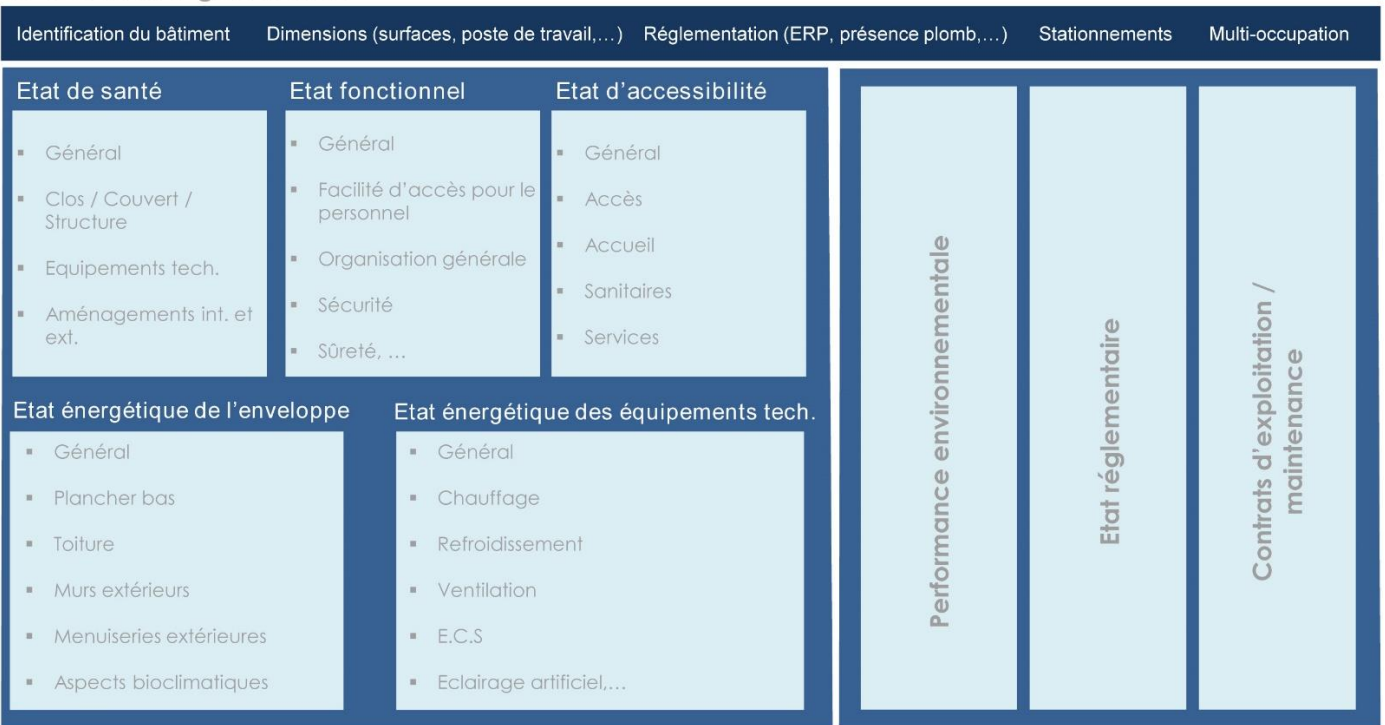 Identification du bâtiment Dimensions (surfaces, poste de travail,…) Réglementation (ERP, présence plomb,…) Stationnements Multi-occupation
Etat de santé
Général
Clos / Couvert /
Structure
Equipements tech.
Aménagements int. et
ext.
Etat fonctionnel
Général
Facilité d'accès pour le
personnel
Organisation générale
Sécurité
Sûreté, …
Etat d'accessibilité
Général
Accès
Accueil
Sanitaires
Services
Etat énergétique de l'enveloppe
Général
Plancher bas
Toiture
Murs extérieurs
Menuiseries extérieures
Aspects bioclimatiques
Etat énergétique des équipements tech.
Général
Chauffage
Refroidissement
Ventilation
E.C.S
Eclairage artificiel,…
Performance environnementale
Etat réglementaire
Contrats d'exploitation /
maintenance